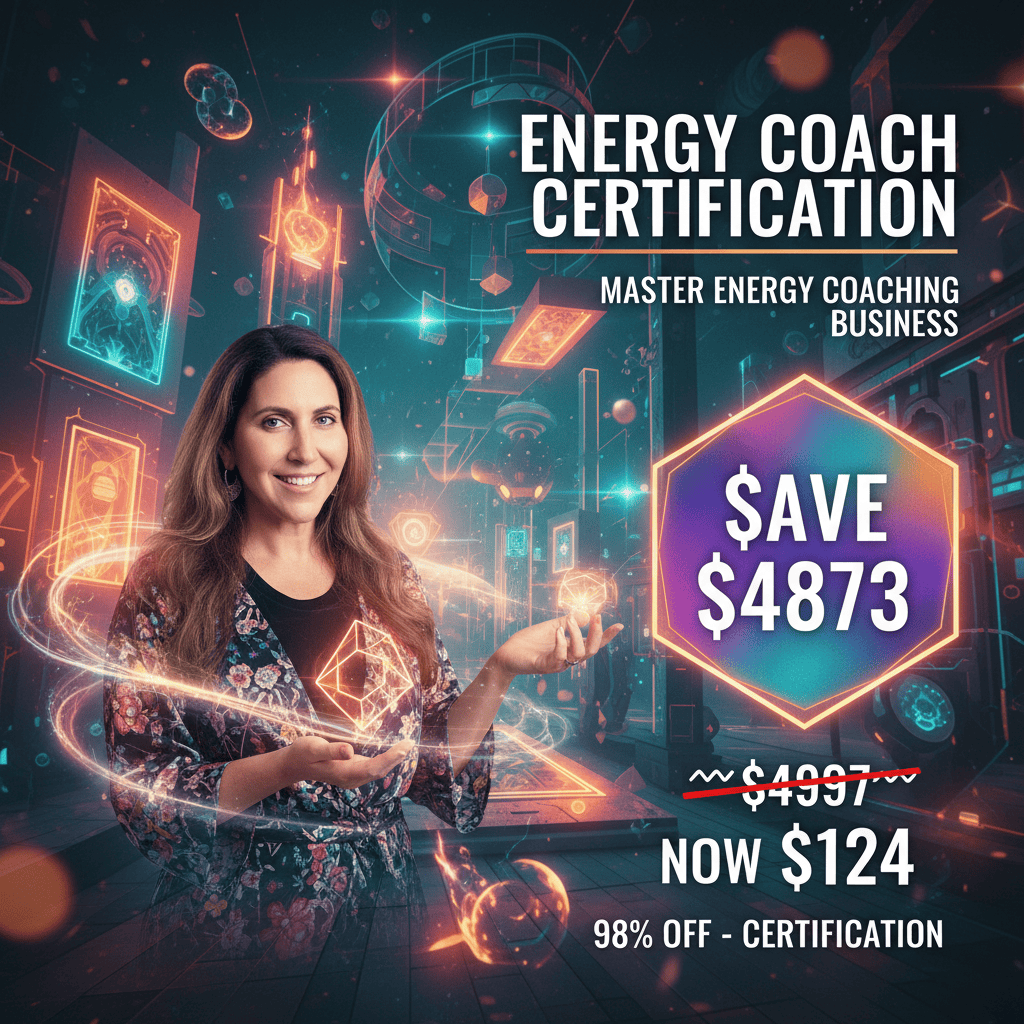 ENERGY COACH
CERTIFICATION
MASTER ENERGY COACHING
BUSINESS
$AVE
$4873
$4997
NOW $124
98% OFF - CERTIFICATION